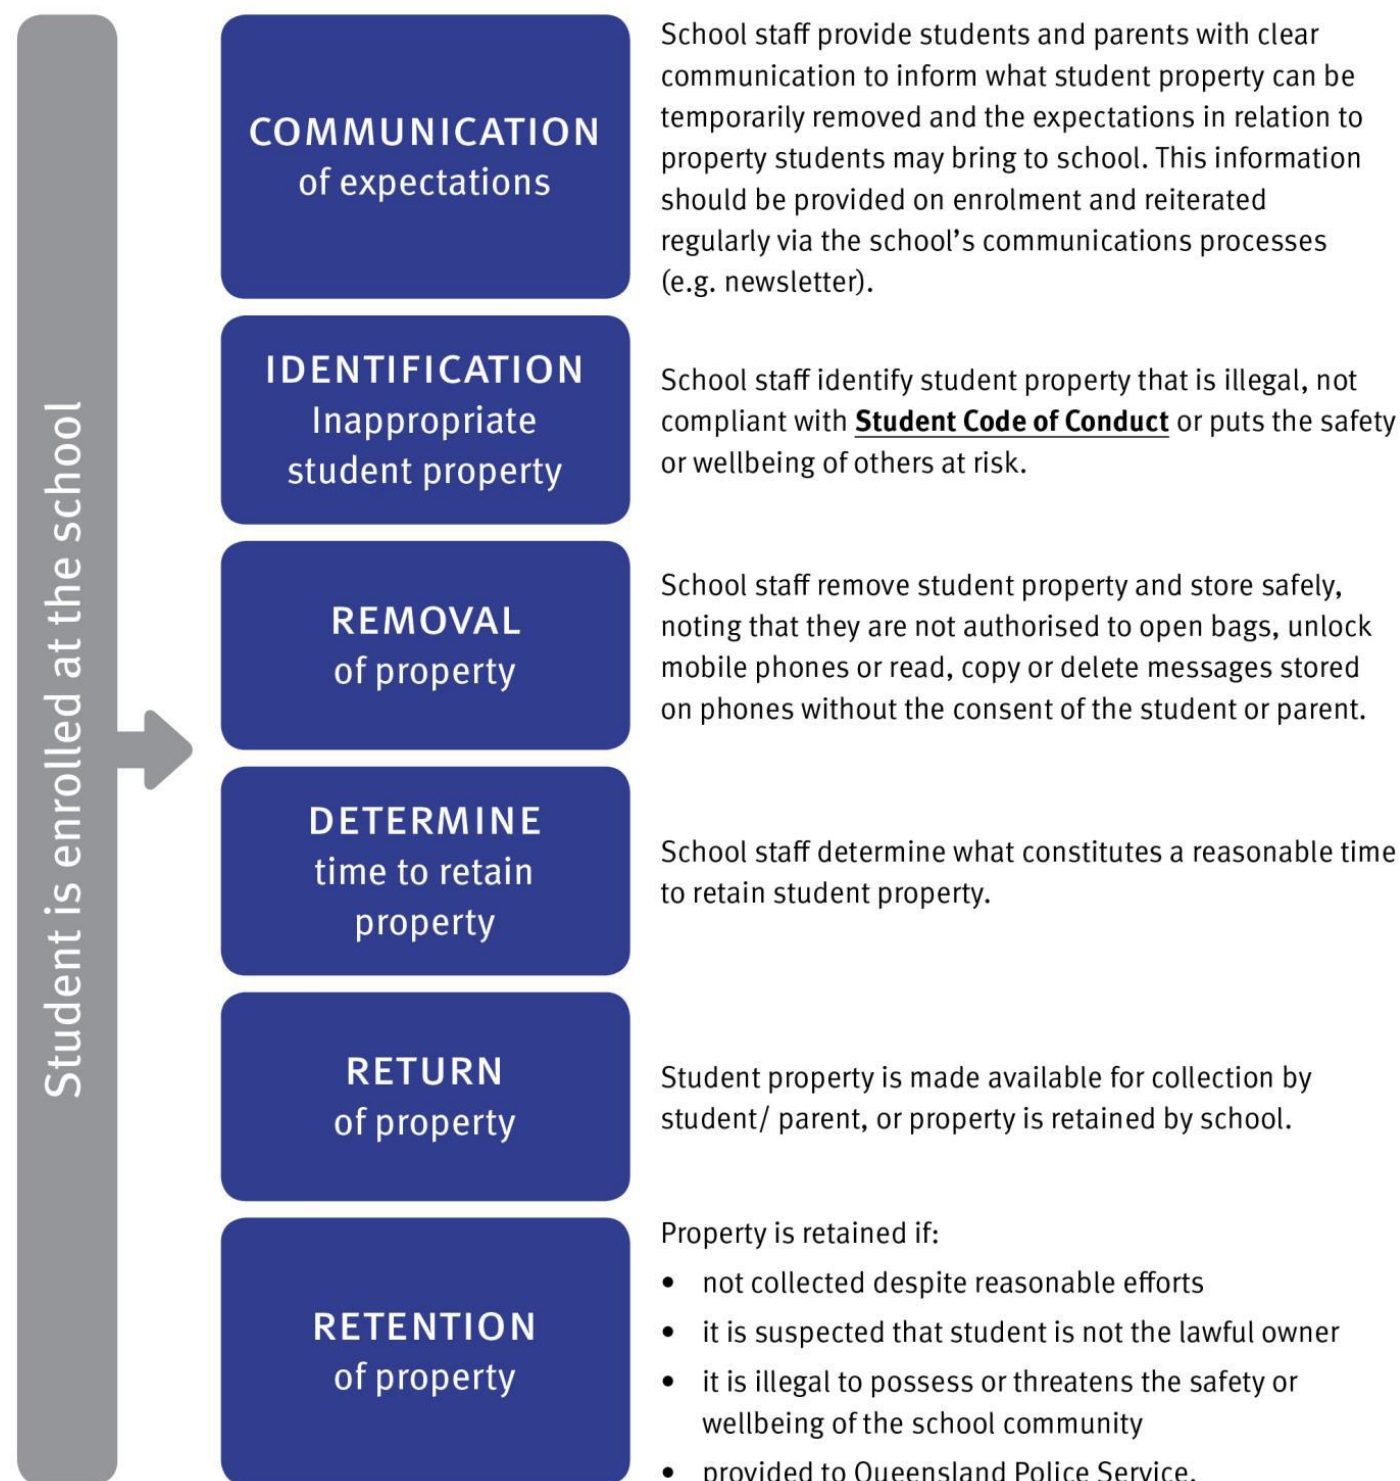 Student is enrolled at the school
COMMUNICATION
of expectations
School staff provide students and parents with clear
communication to inform what student property can be
temporarily removed and the expectations in relation to
property students may bring to school. This information
should be provided on enrolment and reiterated
regularly via the school’s communications processes
(e.g. newsletter).
IDENTIFICATION
Inappropriate
student property
School staff identify student property that is illegal, not
compliant with Student Code of Conduct or puts the safety
or wellbeing of others at risk.
REMOVAL
of property
School staff remove student property and store safely,
noting that they are not authorised to open bags, unlock
mobile phones or read, copy or delete messages stored
on phones without the consent of the student or parent.
DETERMINE
time to retain
property
School staff determine what constitutes a reasonable time
to retain student property.
RETURN
of property
Student property is made available for collection by
student/ parent, or property is retained by school.
RETENTION
of property
Property is retained if:
• not collected despite reasonable efforts
• it is suspected that student is not the lawful owner
• it is illegal to possess or threatens the safety or
wellbeing of the school community
• provided to Queensland Police Service.